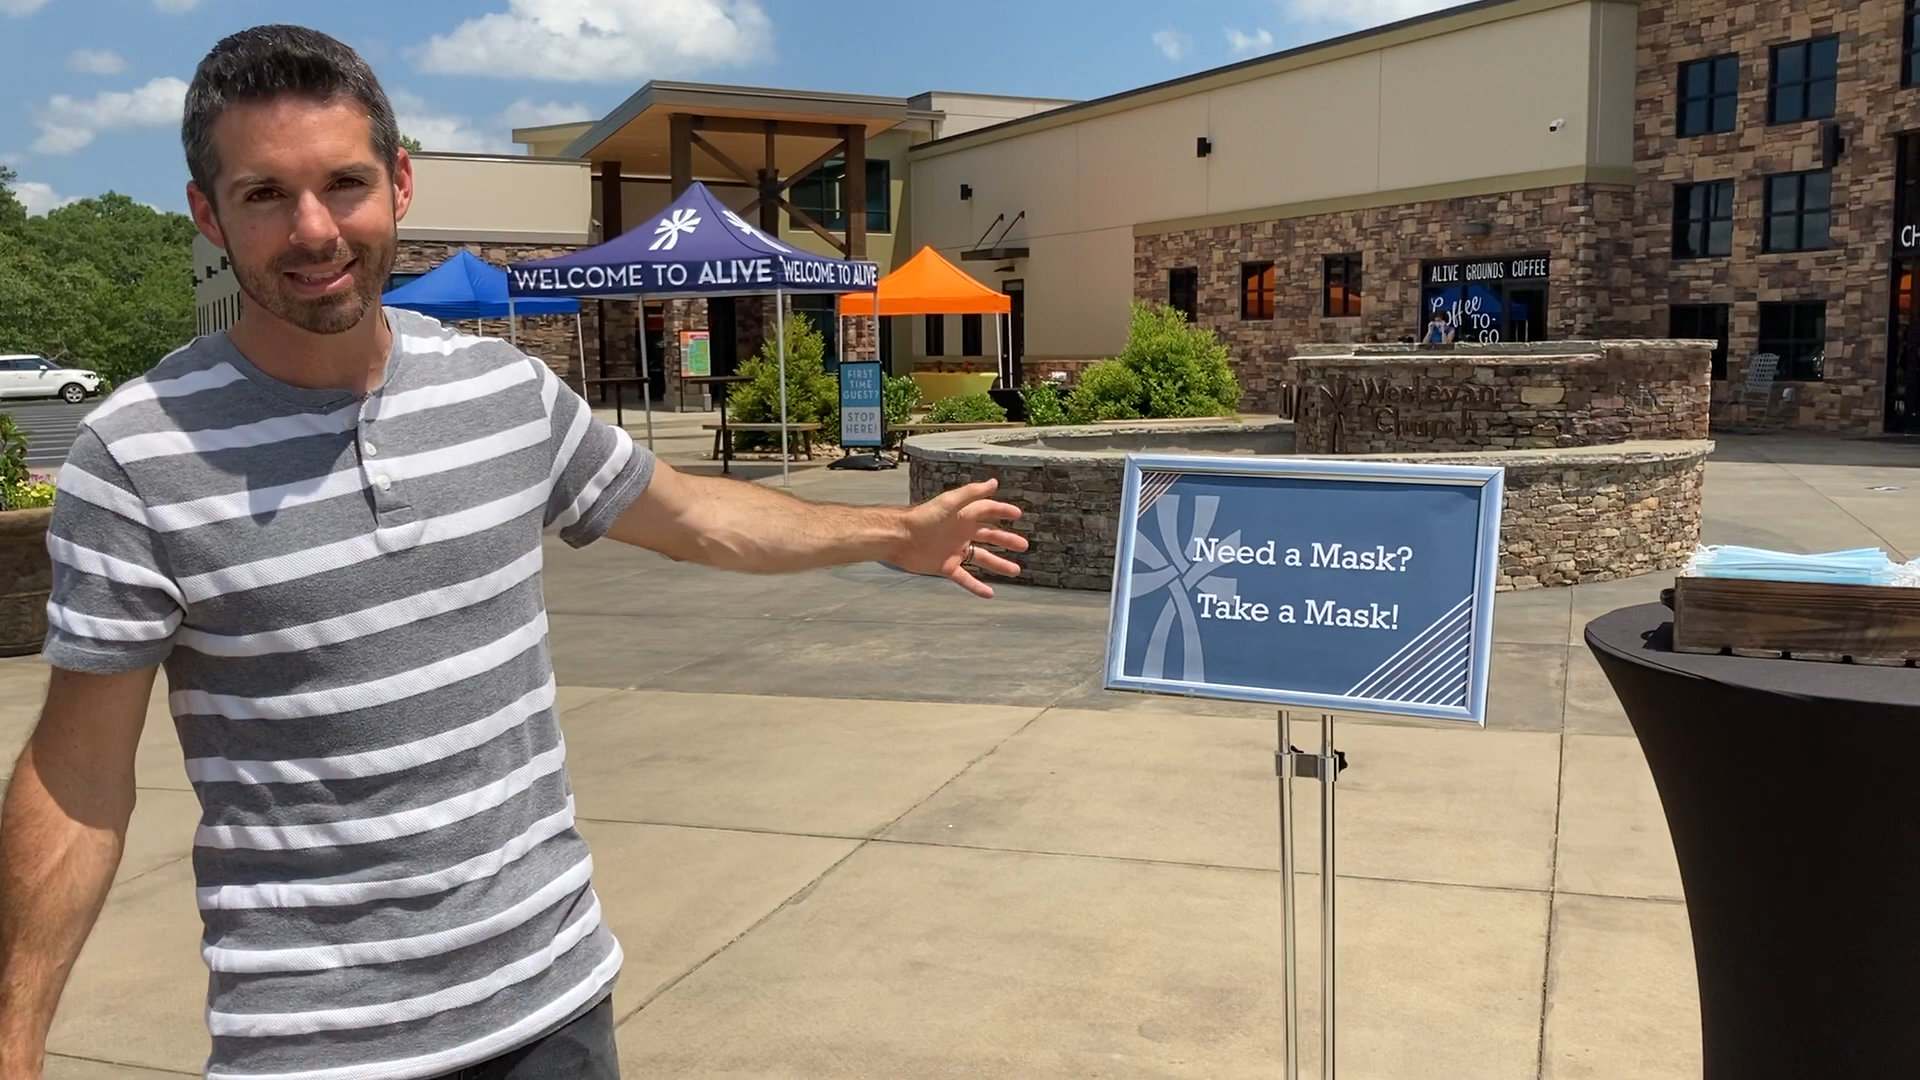 WELCOME TO ALIVE
WELCOME TO ALIVE
ALIVE GROUNDS COFFEE
Coffee
TO-
GO
CH
FIRST
TIME
GUEST?
STOP
HERE!
Wesleyan
Church
Need a Mask?
Take a Mask!